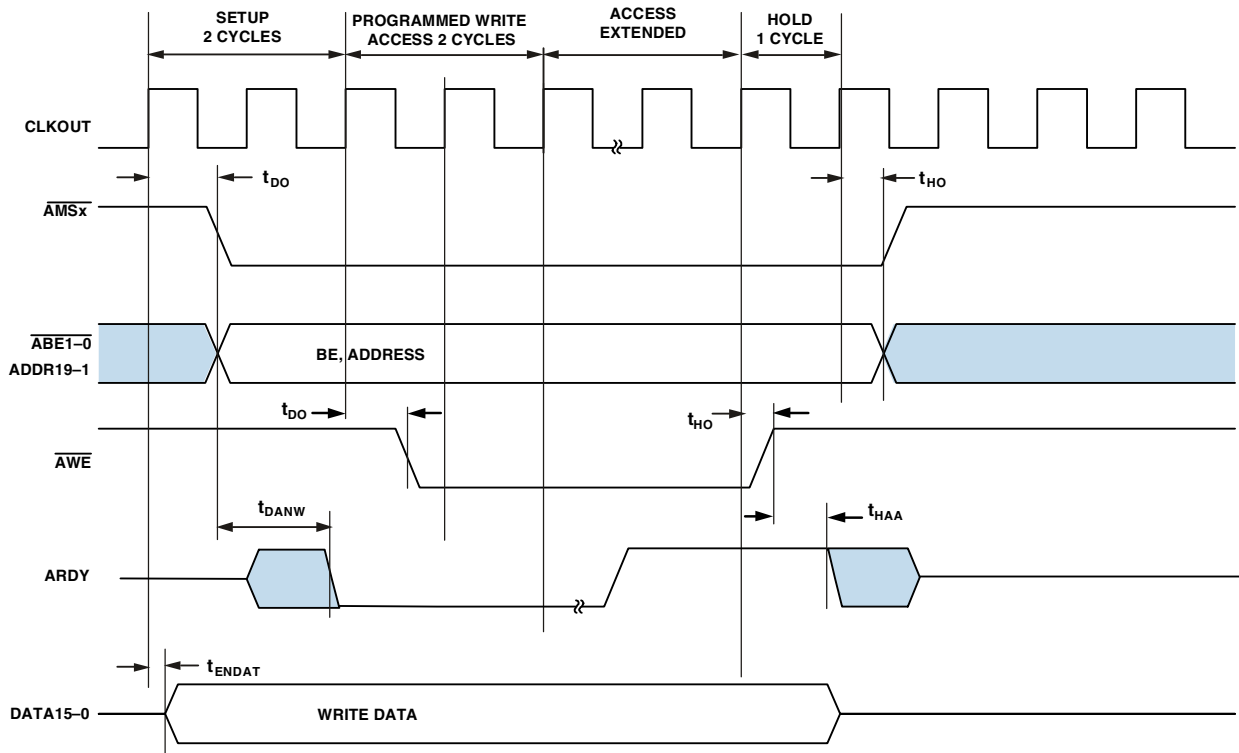 SETUP
2 CYCLES
PROGRAMMED WRITE
ACCESS 2 CYCLES
ACCESS
EXTENDED
HOLD
1 CYCLE
CLKOUT
tDO
tHO
AMSx
ABE1–0
ADDR19–1
BE, ADDRESS
tDO
tHO
AWE
tDANW
tHAA
ARDY
tENDAT
DATA15–0
WRITE DATA